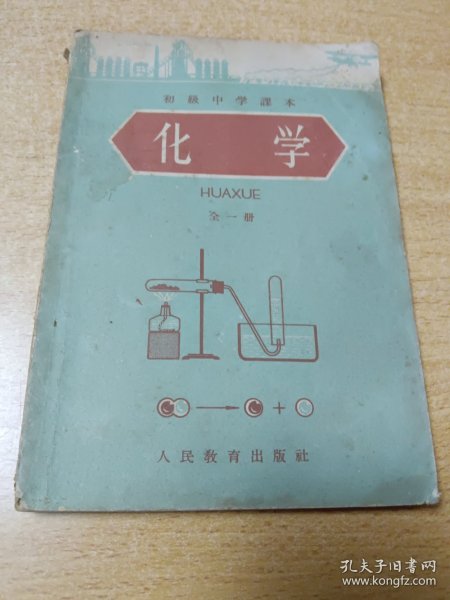 初級中学課本
化学
HUAXUE
全一册
+
人民教育出版社
孔夫子旧书网
www.kongfz.com